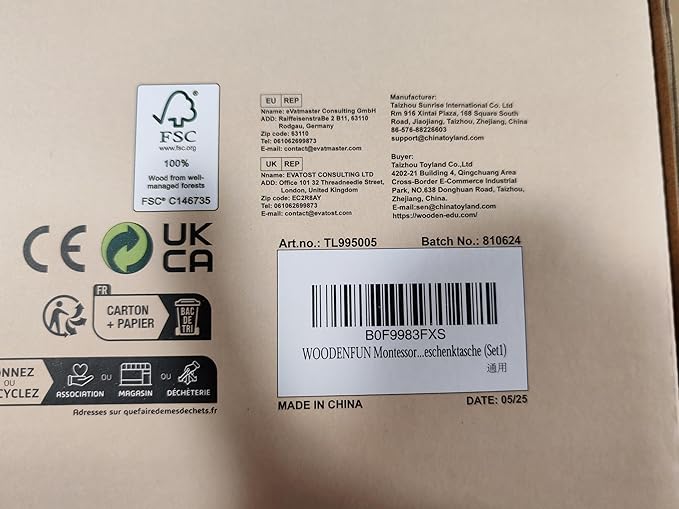 FSC
www.fsc.org
100%
Wood from well-
managed forests
FSC® C146735
EU REP
Name: eVatmaster Consulting GmbH
ADD: Raiffeisenstraße 2 B11, 63110
Rodgau, Germany
Zip code: 63110
Tel: 061062699873
E-mail: contact@evatmaster.com
UK REP
Name: EVATOST CONSULTING LTD
ADD: Office 101 32 Threadneedle Street,
London, United Kingdom
Zip code: EC2R8AY
Tel: 061062699873
E-mail: contact@evatost.com
Manufacturer:
Taizhou Sunrise International Co. Ltd
Rm 916 Xintai Plaza, 168 Square South
Road, Jiaojiang, Taizhou, Zhejiang, China
86-576-88226603
support@chinatoyland.com
Buyer:
Taizhou Toyland Co.,Ltd
4202-21 Building 4, Qingchuang Area
Cross-Border E-Commerce Industrial
Park, NO.638 Donghuan Road, Taizhou,
Zhejiang, China.
E-mail:sen@chinatoyland.com
https://wooden-edu.com/
CE
UK
CA
Art.no.: TL995005 Batch No.: 810624
B0F9983FXS
WOODENFUN Montessor...eschenktasche (Set1)
通用
MADE IN CHINA DATE: 05/25
FR
CARTON
+ PAPIER
BAC
DE
TRI
ONNEZ
OU
CYCLEZ
ASSOCIATION OU MAGASIN OU DÉCHÈTERIE
Adresses sur quefairedemesdechets.fr